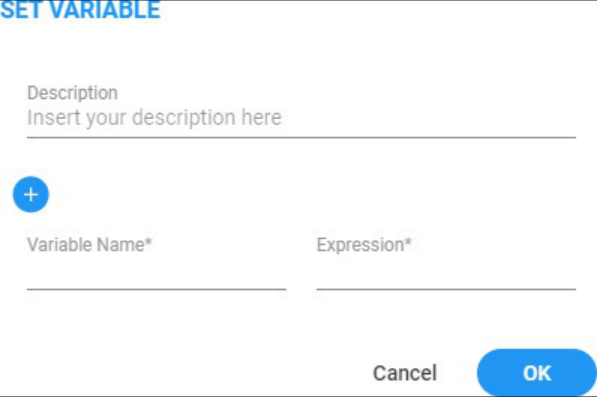 SET VARIABLE
Description
Insert your description here
+
Variable Name*
Expression*
Cancel
OK